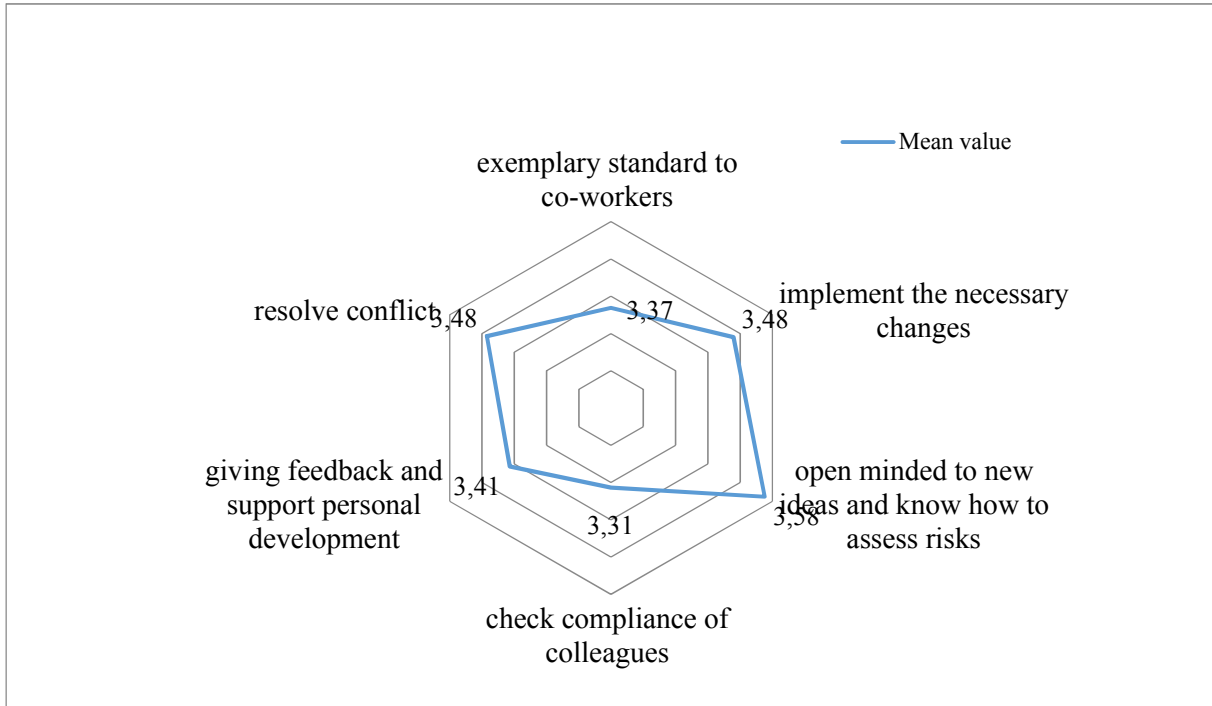 Mean value
exemplary standard to
co-workers
3,37
implement the necessary
changes
3,48
open minded to new
ideas and know how to
assess risks
3,58
check compliance of
colleagues
3,31
giving feedback and
support personal
development
3,41
resolve conflict
3,48